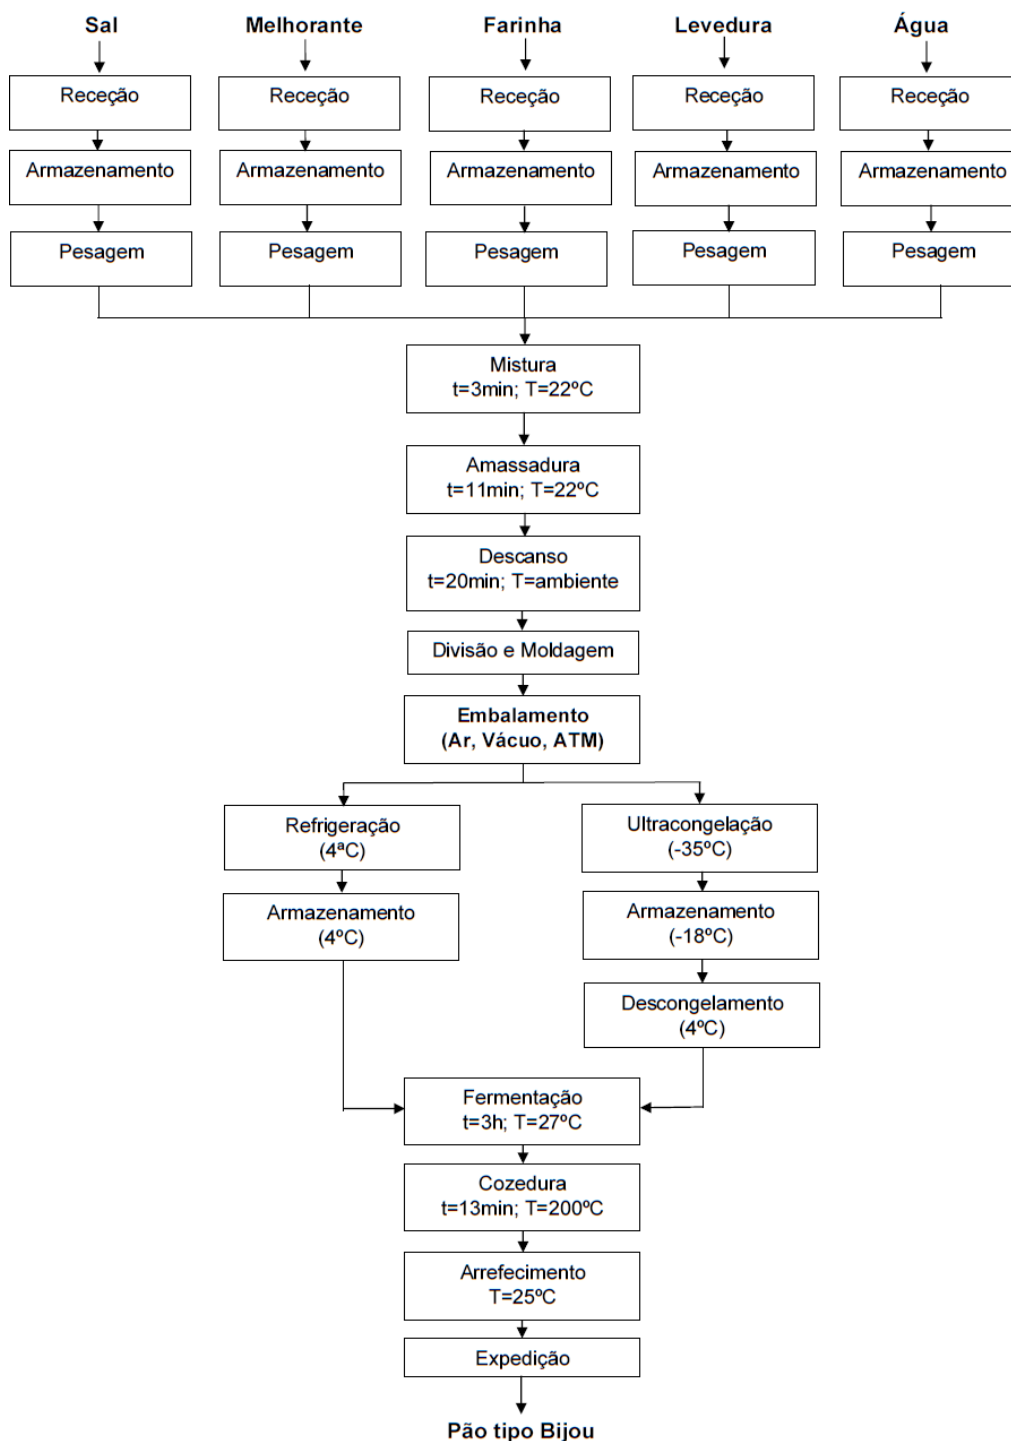 Sal
Melhorante
Farinha
Levedura
Água
Receção
Receção
Receção
Receção
Receção
Armazenamento
Armazenamento
Armazenamento
Armazenamento
Armazenamento
Pesagem
Pesagem
Pesagem
Pesagem
Pesagem
Mistura
t=3min; T=22ºC
Amassadura
t=11min; T=22ºC
Descanso
t=20min; T=ambiente
Divisão e Moldagem
Embalamento
(Ar, Vácuo, ATM)
Refrigeração
(4ªC)
Ultracongelação
(-35ºC)
Armazenamento
(4ºC)
Armazenamento
(-18ºC)
Descongelamento
(4ºC)
Fermentação
t=3h; T=27ºC
Cozedura
t=13min; T=200ºC
Arrefecimento
T=25ºC
Expedição
Pão tipo Bijou